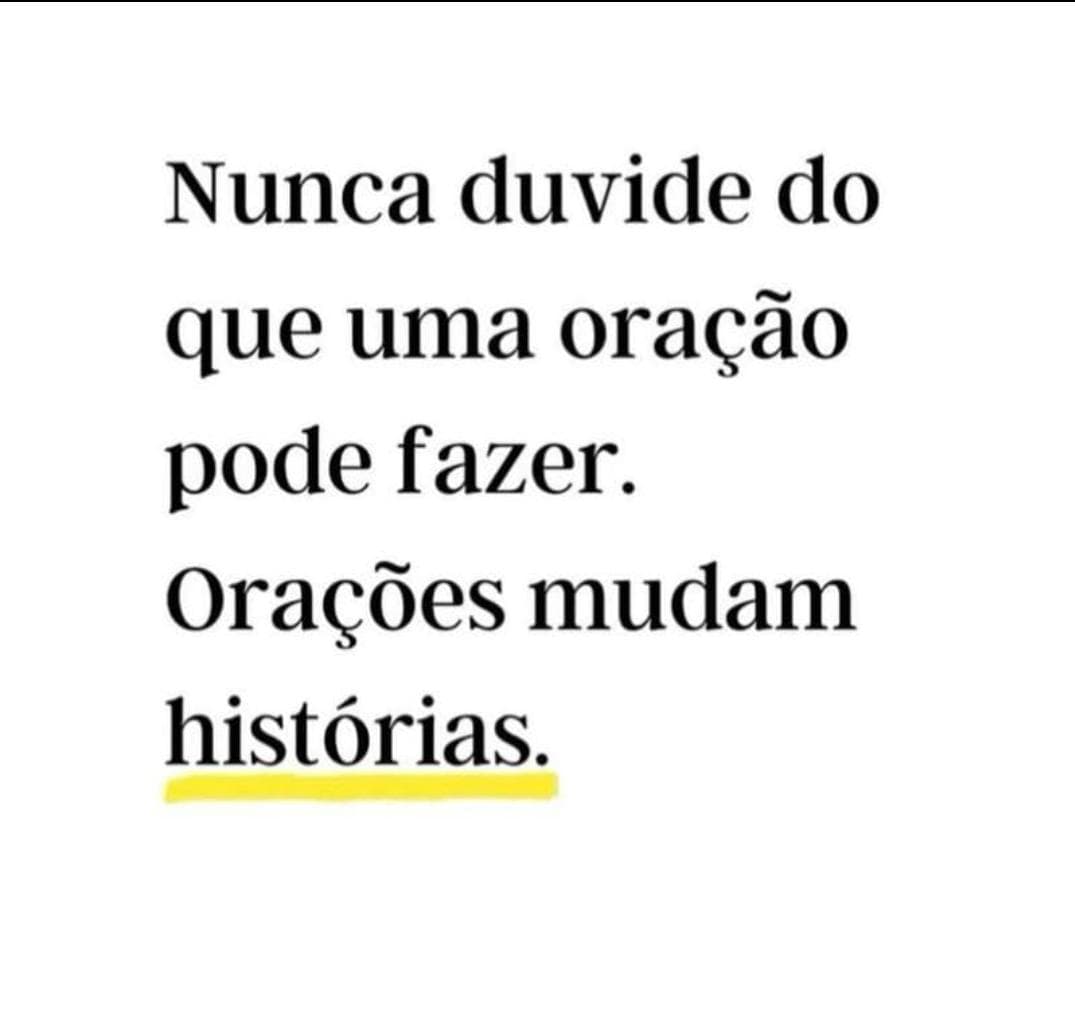 Nunca duvide do
que uma oração
pode fazer.
Orações mudam
histórias.